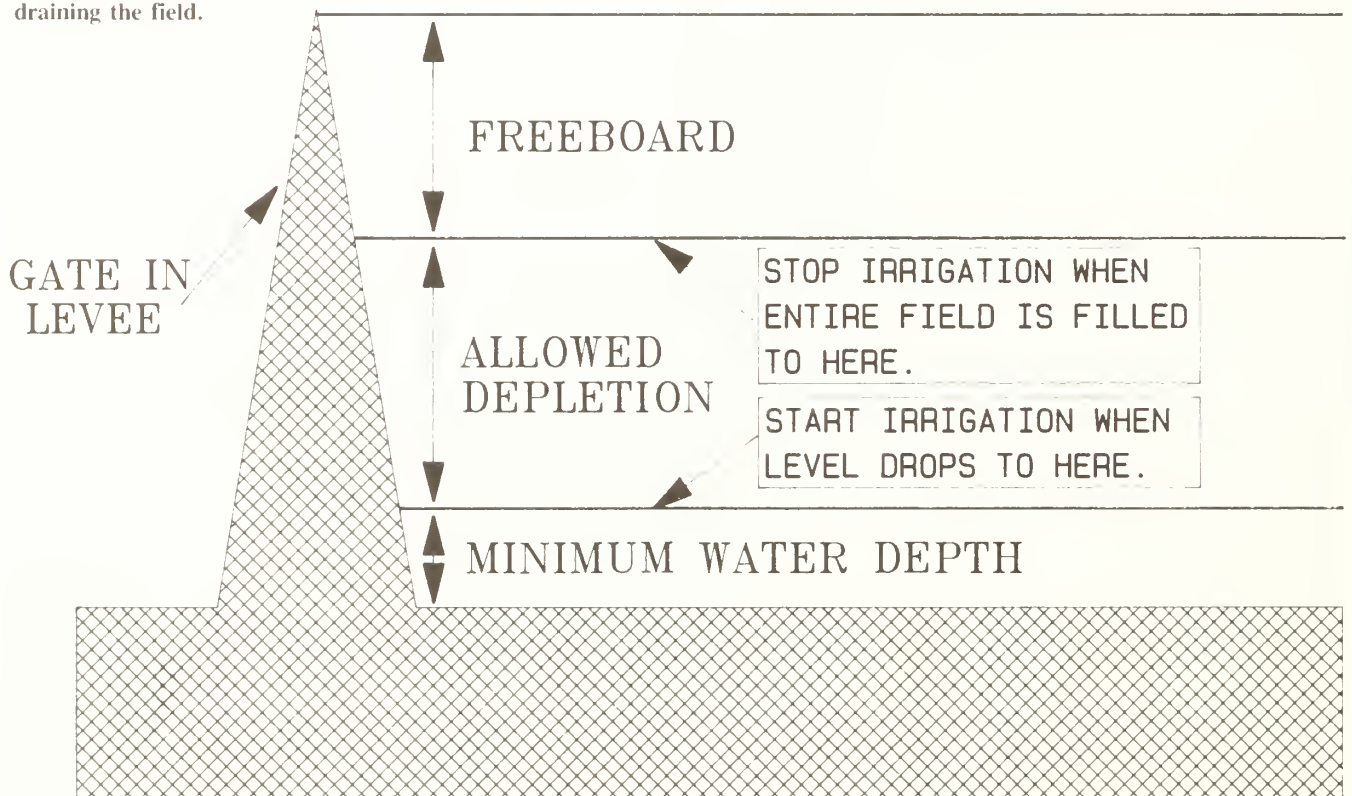 draining the field.
FREEBOARD
GATE IN
LEVEE
STOP IRRIGATION WHEN
ENTIRE FIELD IS FILLED
TO HERE.
ALLOWED
DEPLETION
START IRRIGATION WHEN
LEVEL DROPS TO HERE.
MINIMUM WATER DEPTH